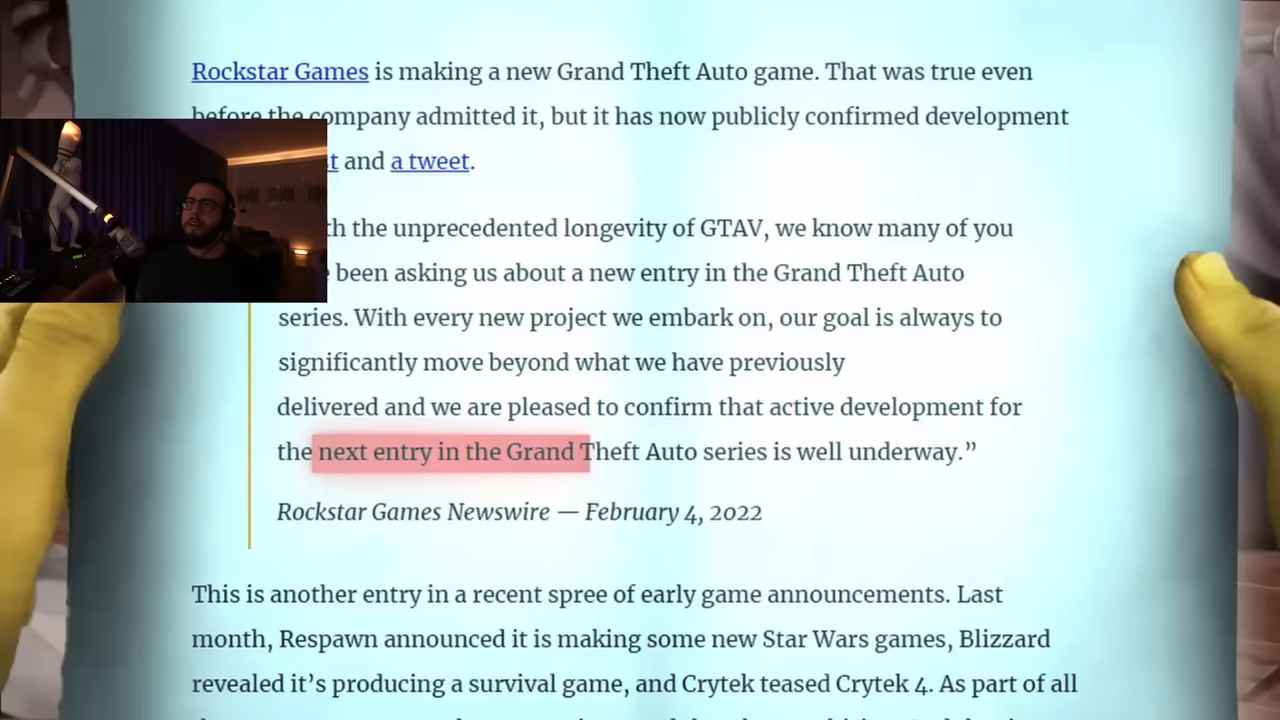 Rockstar Games is making a new Grand Theft Auto game. That was true even
before the company admitted it, but it has now publicly confirmed development
and a tweet.
the unprecedented longevity of GTAV, we know many of you
been asking us about a new entry in the Grand Theft Auto
series. With every new project we embark on, our goal is always to
significantly move beyond what we have previously
delivered and we are pleased to confirm that active development for
the next entry in the Grand Theft Auto series is well underway.”
Rockstar Games Newswire — February 4, 2022
This is another entry in a recent spree of early game announcements. Last
month, Respawn announced it is making some new Star Wars games, Blizzard
revealed it’s producing a survival game, and Crytek teased Crytek 4. As part of all